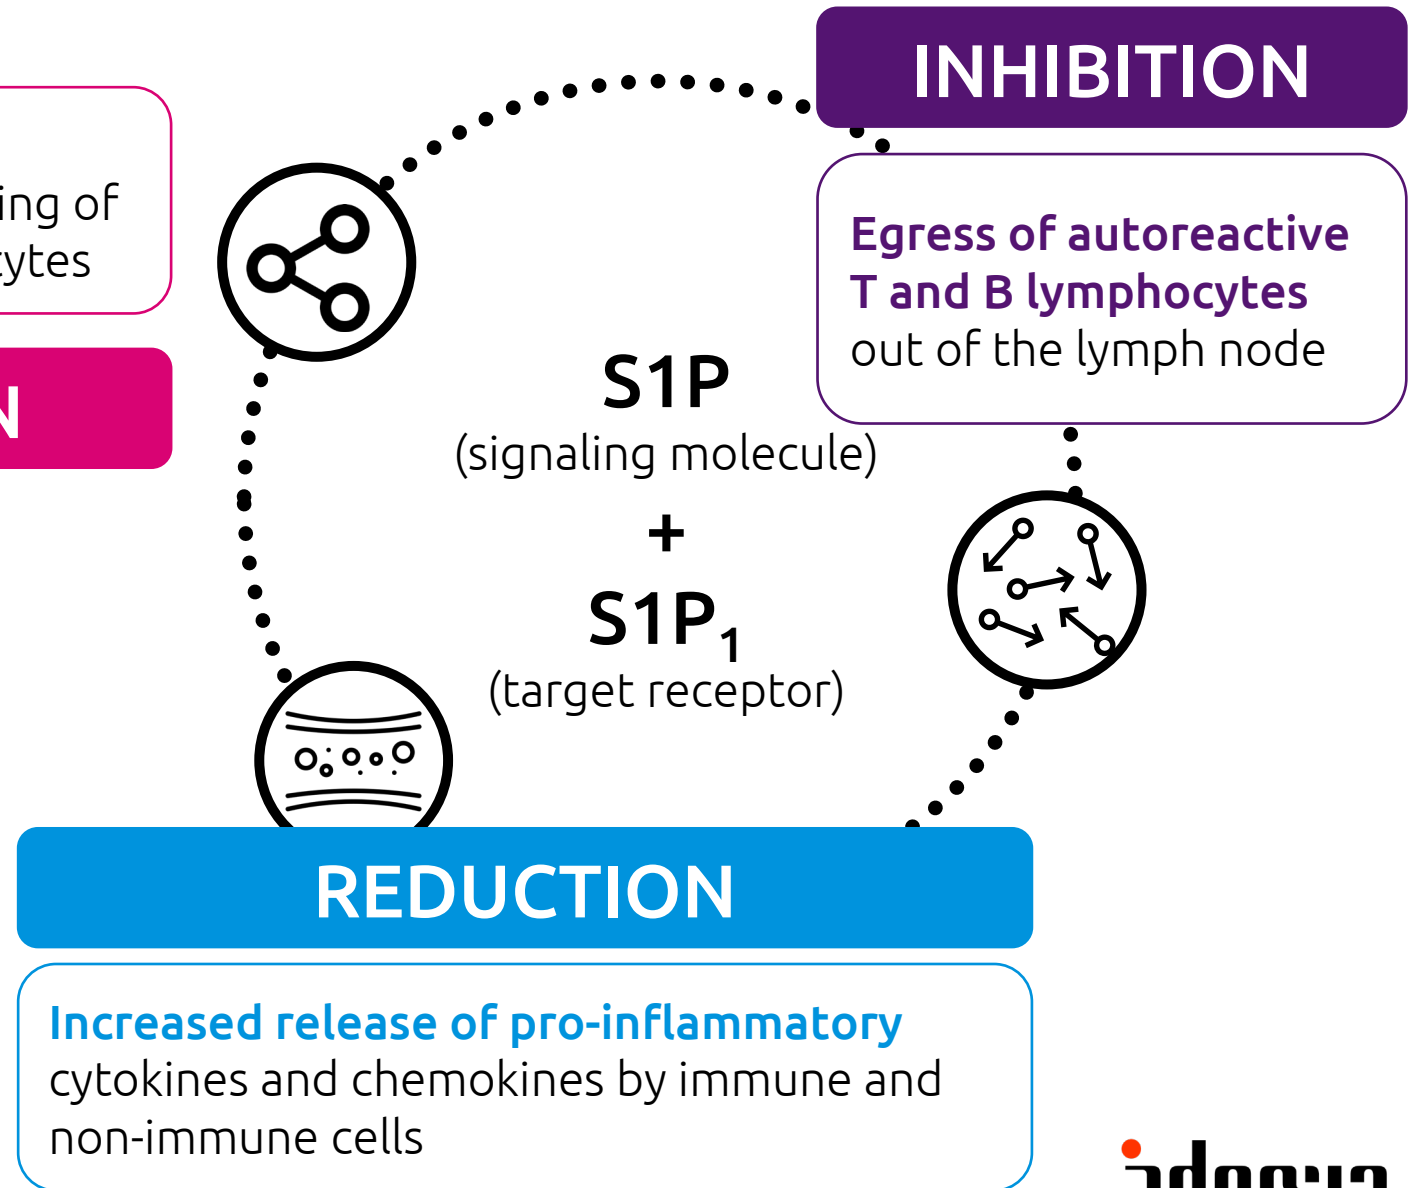 INHIBITION
ing of
Egress of autoreactive
T and B lymphocytes
out of the lymph node
S1P
(signaling molecule)
+
S1P₁
(target receptor)
REDUCTION
Increased release of pro-inflammatory
cytokines and chemokines by immune and
non-immune cells